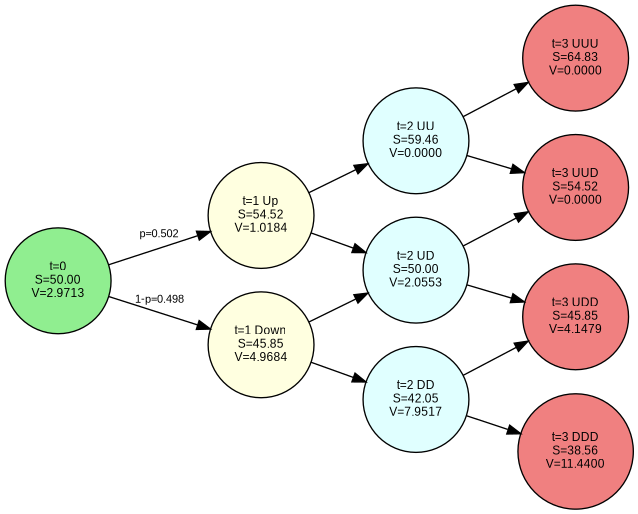 t=0
S=50.00
V=2.9713
p=0.502
1-p=0.498
t=1 Up
S=54.52
V=1.0184
t=1 Down
S=45.85
V=4.9684
t=2 UU
S=59.46
V=0.0000
t=2 UD
S=50.00
V=2.0553
t=2 DD
S=42.05
V=7.9517
t=3 UUU
S=64.83
V=0.0000
t=3 UUD
S=54.52
V=0.0000
t=3 UDD
S=45.85
V=4.1479
t=3 DDD
S=38.56
V=11.4400